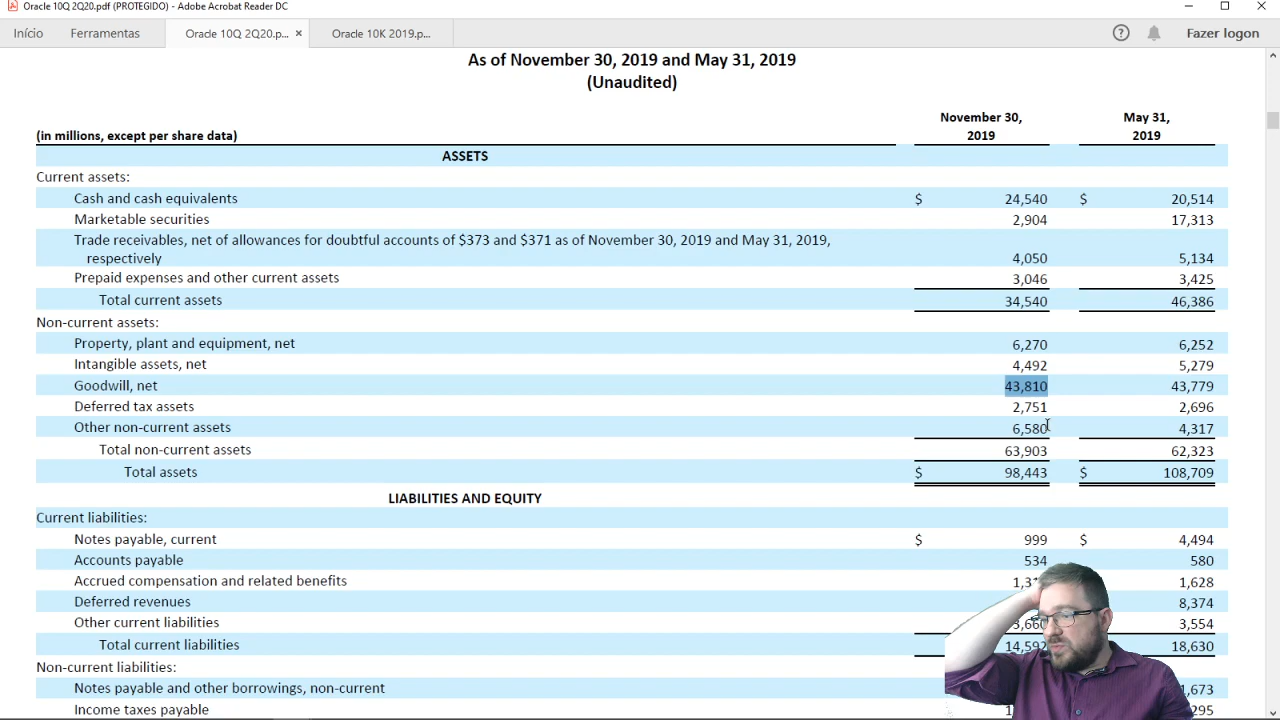 Oracle 10Q 2Q20.pdf (PROTEGIDO) - Adobe Acrobat Reader DC
Início Ferramentas Oracle 10Q 2Q20.p... × Oracle 10K 2019.p... Fazer logon
As of November 30, 2019 and May 31, 2019
(Unaudited)
November 30, May 31,
(in millions, except per share data) 2019 2019
ASSETS
Current assets:
Cash and cash equivalents $ 24,540 $ 20,514
Marketable securities 2,904 17,313
Trade receivables, net of allowances for doubtful accounts of $373 and $371 as of November 30, 2019 and May 31, 2019,
respectively 4,050 5,134
Prepaid expenses and other current assets 3,046 3,425
Total current assets 34,540 46,386
Non-current assets:
Property, plant and equipment, net 6,270 6,252
Intangible assets, net 4,492 5,279
Goodwill, net 43,810 43,779
Deferred tax assets 2,751 2,696
Other non-current assets 6,580 4,317
Total non-current assets 63,903 62,323
Total assets $ 98,443 $ 108,709
LIABILITIES AND EQUITY
Current liabilities:
Notes payable, current $ 999 $ 4,494
Accounts payable 534 580
Accrued compensation and related benefits 1,628
Deferred revenues 8,374
Other current liabilities 3,554
Total current liabilities 14,592 18,630
Non-current liabilities:
Notes payable and other borrowings, non-current
Income taxes payable